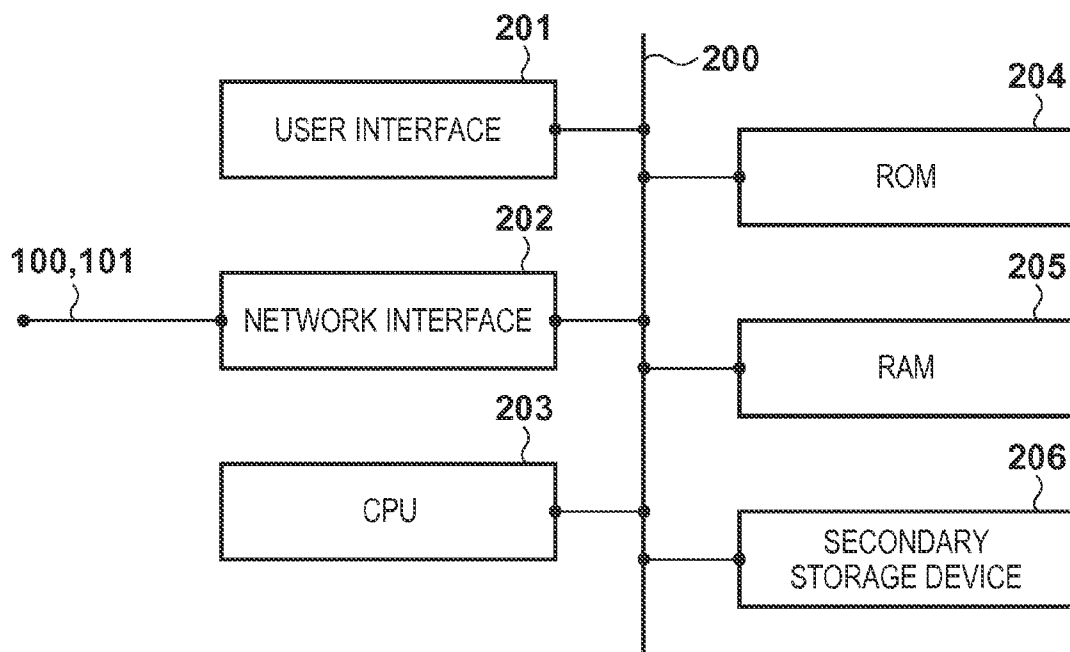 201
USER INTERFACE
200
204
ROM
202
100,101
NETWORK INTERFACE
205
RAM
203
CPU
206
SECONDARY
STORAGE DEVICE